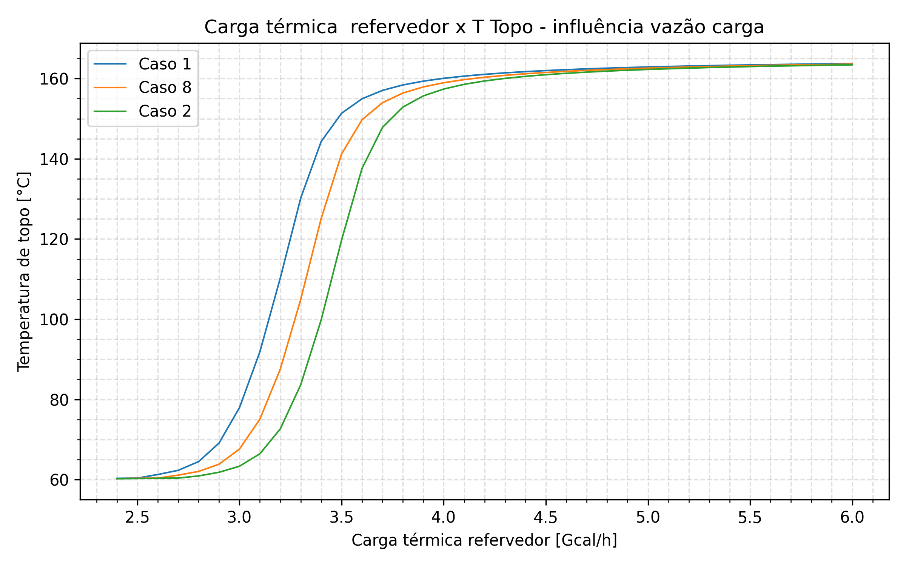 Carga térmica  refervedor x T Topo - influência vazão carga
Caso 1
Caso 8
Caso 2
Temperatura de topo [°C]
160
140
120
100
80
60
2.5 3.0 3.5 4.0 4.5 5.0 5.5 6.0
Carga térmica refervedor [Gcal/h]